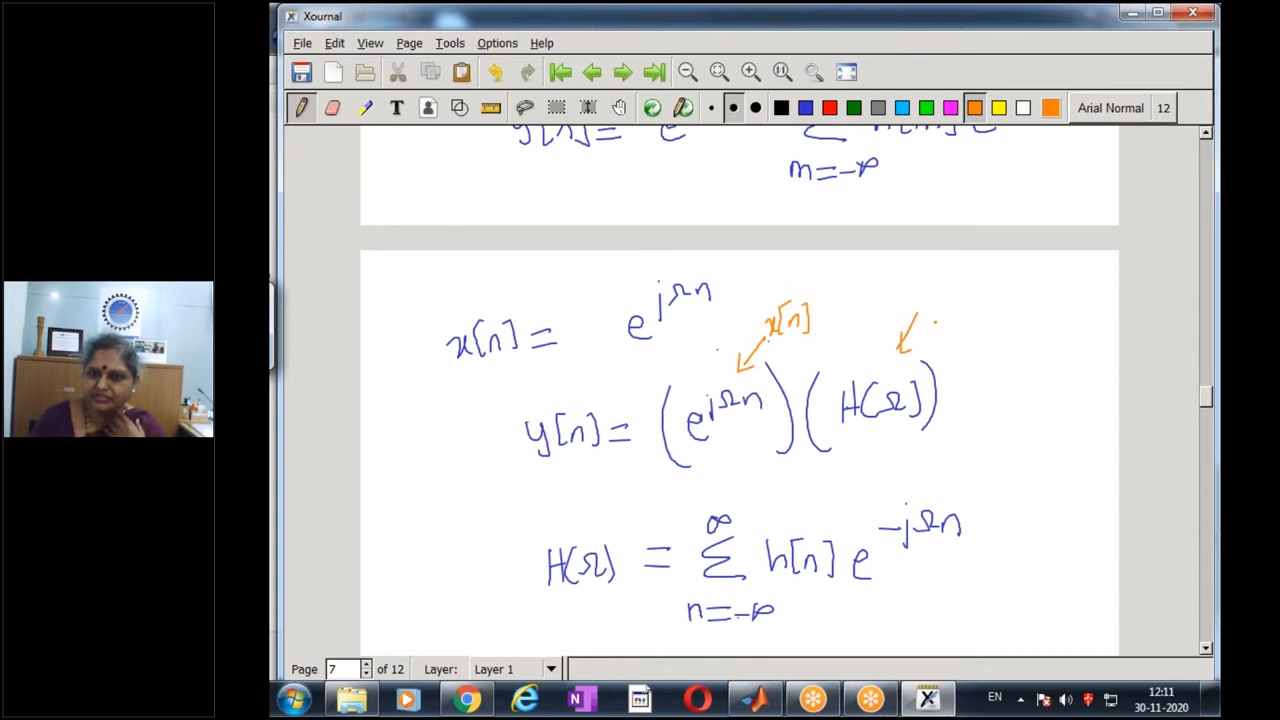 Xournal
File Edit View Page Tools Options Help
Arial Normal 12
m=-∞
x[n] = e^{jΩn}
x[n]
y[n] = (e^{jΩn}) (H(Ω))
H(Ω) = ∑_{n=-∞}^{∞} h[n] e^{-jΩn}
Page 7 of 12 Layer: Layer 1
EN 12:11
30-11-2020